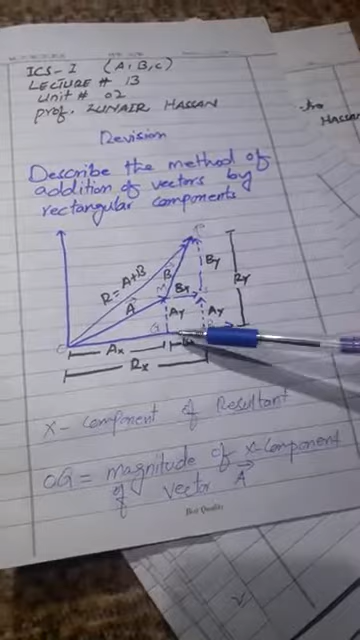 ICS-I (A,B,C)
LECTURE # 13
Unit # 02
Prof. ZUNAIR HASSAN
HASSAN
Revision
Describe the method of
addition of vectors by
rectangular components
R = A+B
A
B
By
Ry
M
Bx
Ay
Ay
Ax
Rx
X-Component of Resultant
OQ = magnitude of x-Component
of vector A
Best Quality